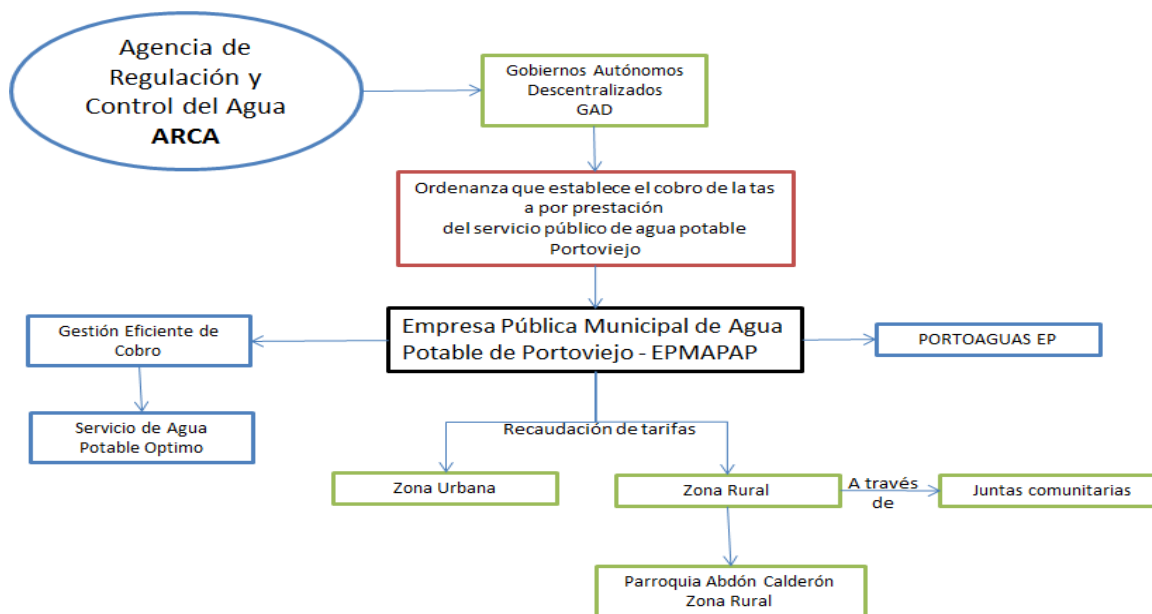 Agencia de
Regulación y
Control del Agua
ARCA
Gobiernos Autónomos
Descentralizados
GAD
Ordenanza que establece el cobro de la tas
a por prestación
del servicio público de agua potable
Portoviejo
Gestión Eficiente de
Cobro
Empresa Pública Municipal de Agua
Potable de Portoviejo - EPMAPAP
PORTOAGUAS EP
Servicio de Agua
Potable Optimo
Recaudación de tarifas
Zona Urbana
Zona Rural
A través
de
Juntas comunitarias
Parroquia Abdón Calderón
Zona Rural